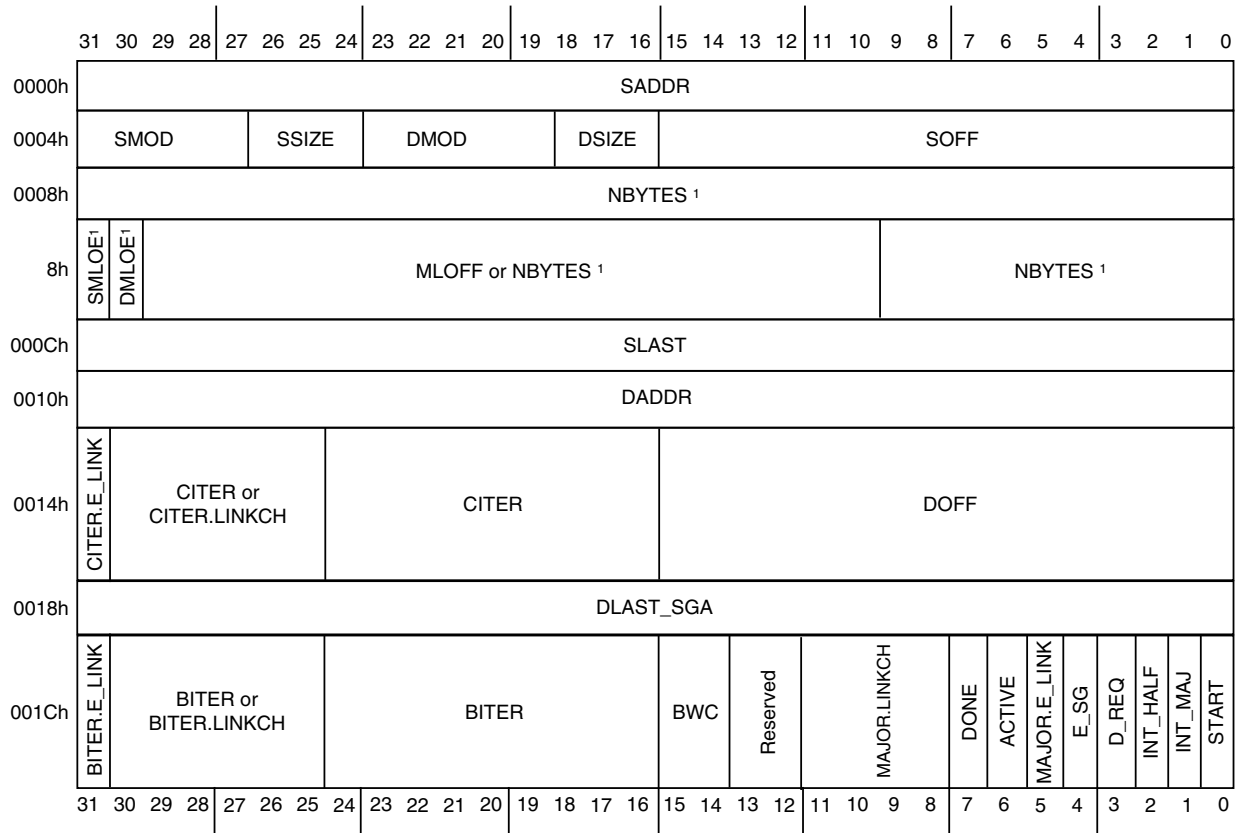 31 30 29 28 27 26 25 24 23 22 21 20 19 18 17 16 15 14 13 12 11 10 9 8 7 6 5 4 3 2 1 0
0000h SADDR
0004h SMOD SSIZE DMOD DSIZE SOFF
0008h NBYTES 1
8h SMLOE1 DMLOE1 MLOFF or NBYTES 1 NBYTES 1
000Ch SLAST
0010h DADDR
0014h CITER.E_LINK CITER or
CITER.LINKCH CITER DOFF
0018h DLAST_SGA
001Ch BITER.E_LINK BITER or
BITER.LINKCH BITER BWC Reserved MAJOR.LINKCH DONE ACTIVE MAJOR.E_LINK E_SG D_REQ INT_HALF INT_MAJ START
31 30 29 28 27 26 25 24 23 22 21 20 19 18 17 16 15 14 13 12 11 10 9 8 7 6 5 4 3 2 1 0